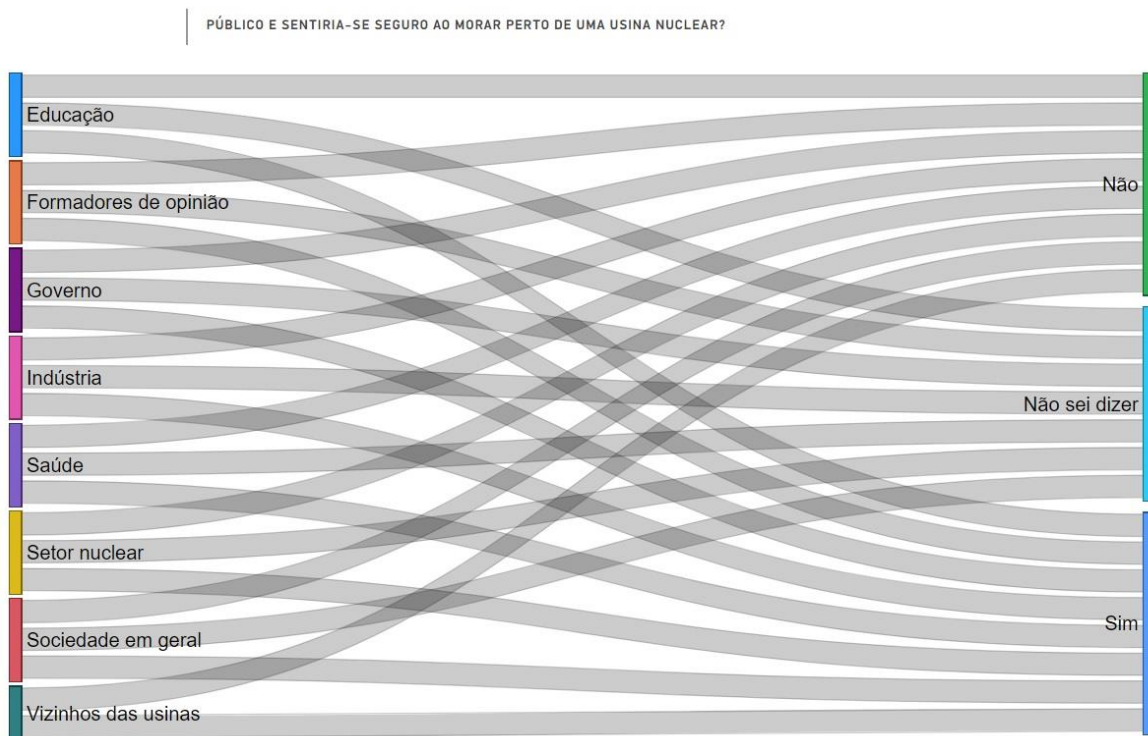 PÚBLICO E SENTIRIA-SE SEGURO AO MORAR PERTO DE UMA USINA NUCLEAR?
Educação
Formadores de opinião
Governo
Indústria
Saúde
Setor nuclear
Sociedade em geral
Vizinhos das usinas
Não
Não sei dizer
Sim